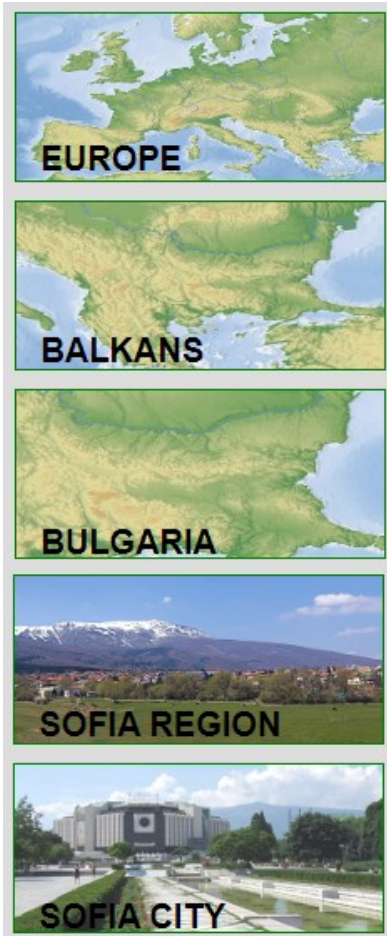 EUROPE
BALKANS
BULGARIA
SOFIA REGION
SOFIA CITY